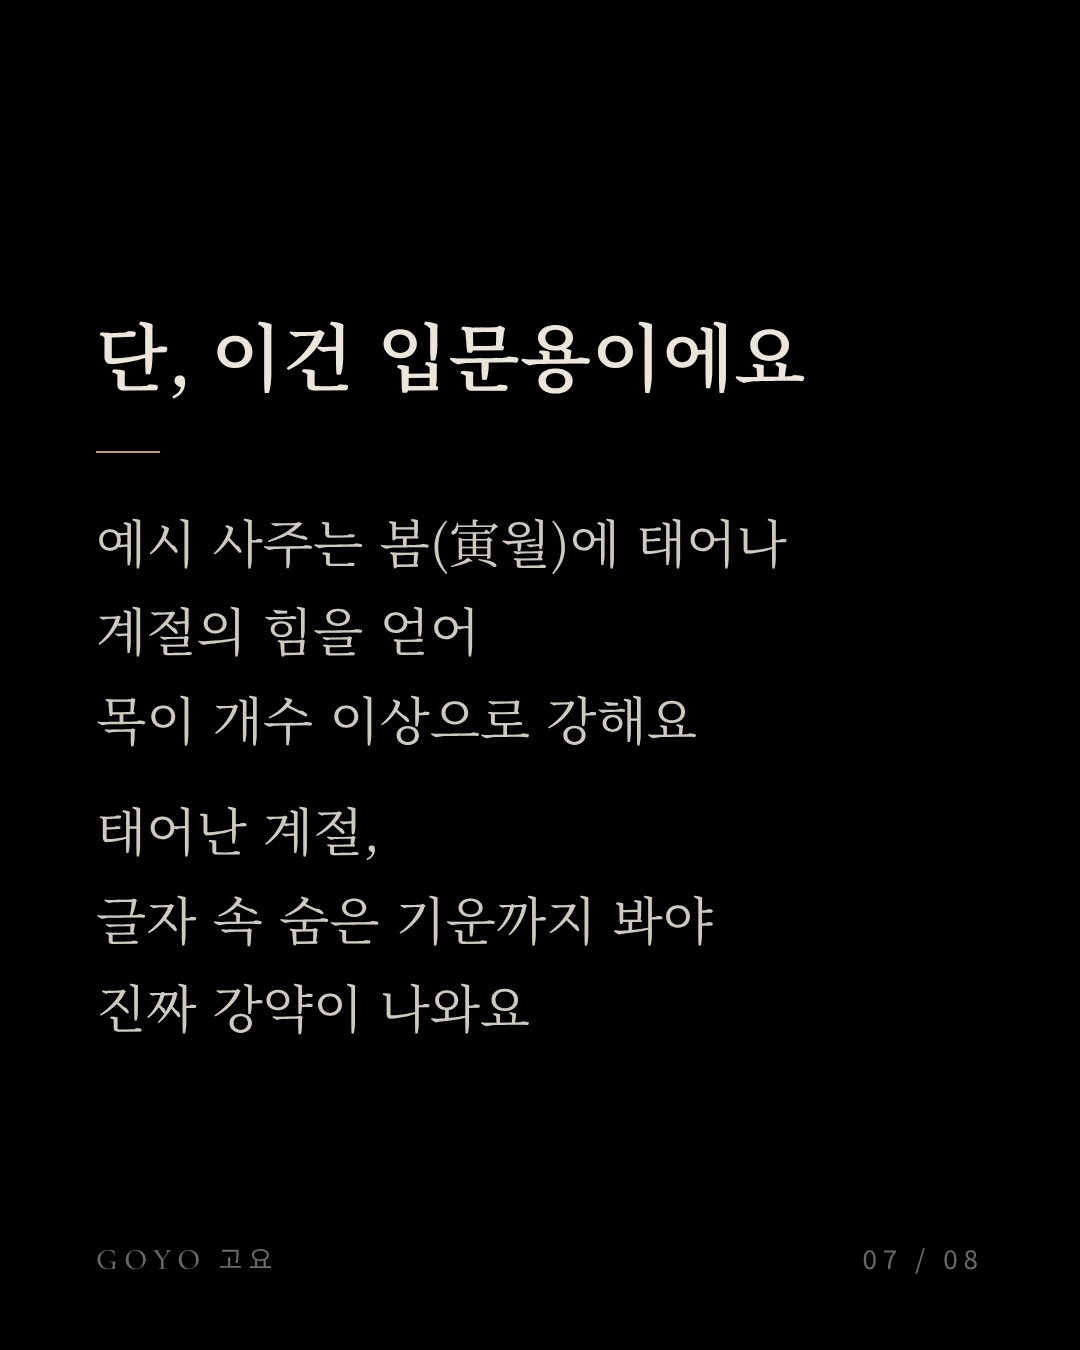 단, 이건 입문용이에요
예시 사주는 봄(寅월)에 태어나
계절의 힘을 얻어
목이 개수 이상으로 강해요
태어난 계절,
글자 속 숨은 기운까지 봐야
진짜 강약이 나와요
GOYO 고요
07 / 08